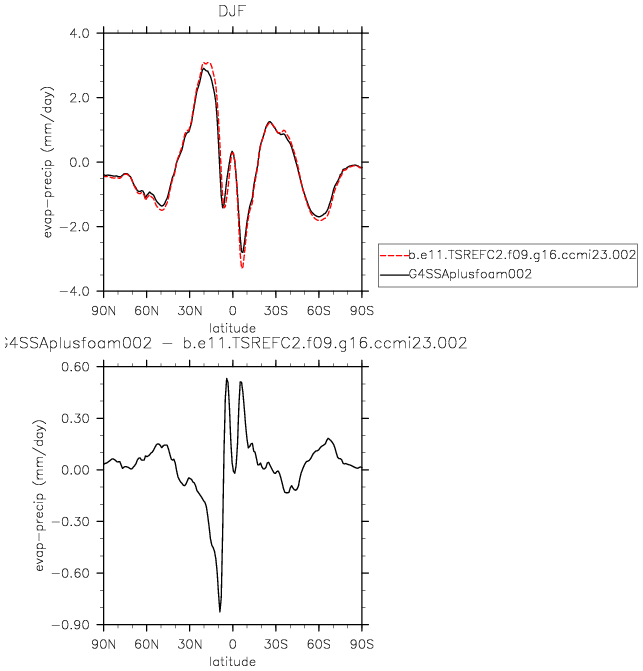 DJF
4.0
2.0
0.0
−2.0
−4.0
evap−precip (mm/day)
90N 60N 30N 0 30S 60S 90S
latitude
b.e11.TSREFC2.f09.g16.ccmi23.002
G4SSAplusfoam002
G4SSAplusfoam002 − b.e11.TSREFC2.f09.g16.ccmi23.002
0.60
0.30
0.00
−0.30
−0.60
−0.90
evap−precip (mm/day)
90N 60N 30N 0 30S 60S 90S
latitude